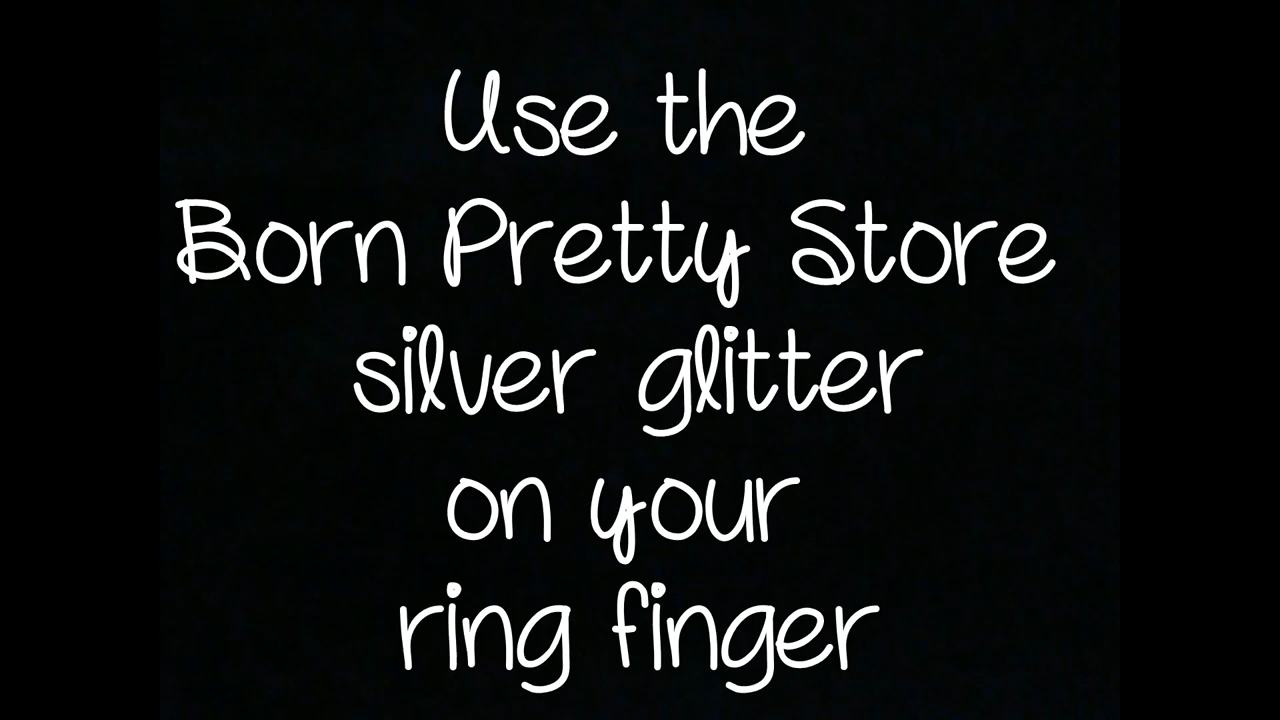 Use the
Born Pretty Store
silver glitter
on your
ring finger